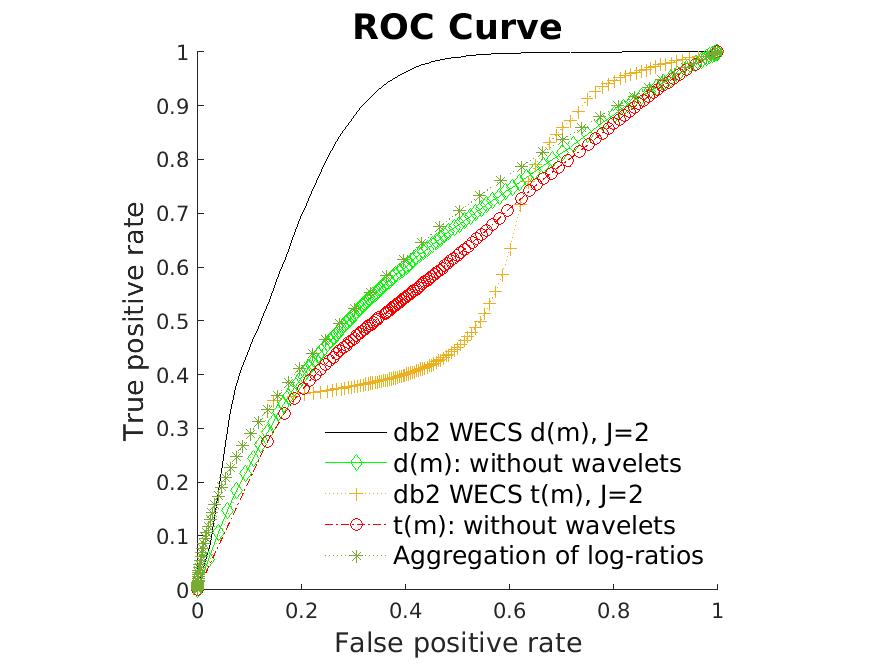 ROC Curve
1
0.9
0.8
0.7
0.6
0.5
0.4
0.3
0.2
0.1
0
True positive rate
db2 WECS d(m), J=2
d(m): without wavelets
db2 WECS t(m), J=2
t(m): without wavelets
Aggregation of log-ratios
0 0.2 0.4 0.6 0.8 1
False positive rate